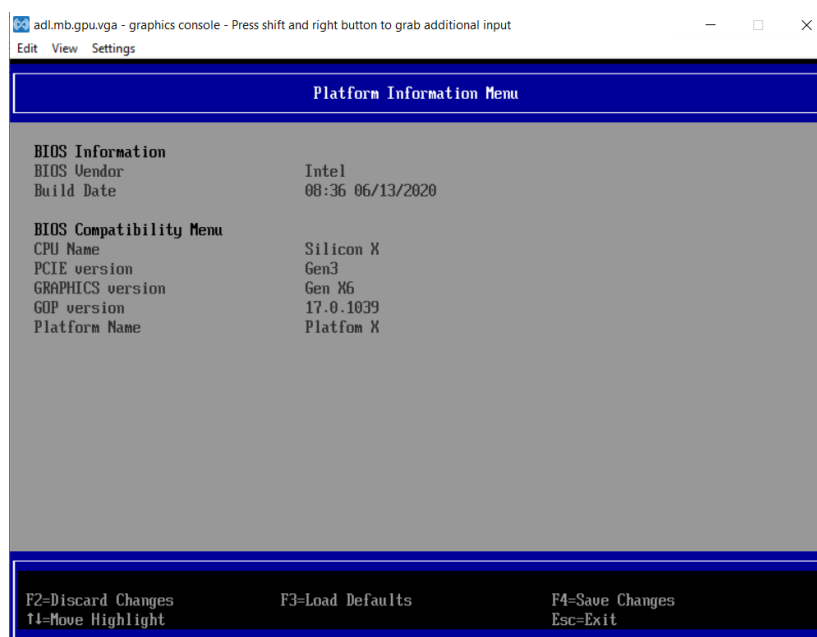 adl.mb.gpu.vga - graphics console - Press shift and right button to grab additional input
Edit View Settings
Platform Information Menu
BIOS Information
BIOS Vendor Intel
Build Date 08:36 06/13/2020
BIOS Compatibility Menu
CPU Name Silicon X
PCIE version Gen3
GRAPHICS version Gen X6
GOP version 17.0.1039
Platform Name Platfom X
F2=Discard Changes F3=Load Defaults F4=Save Changes
↑↓=Move Highlight Esc=Exit